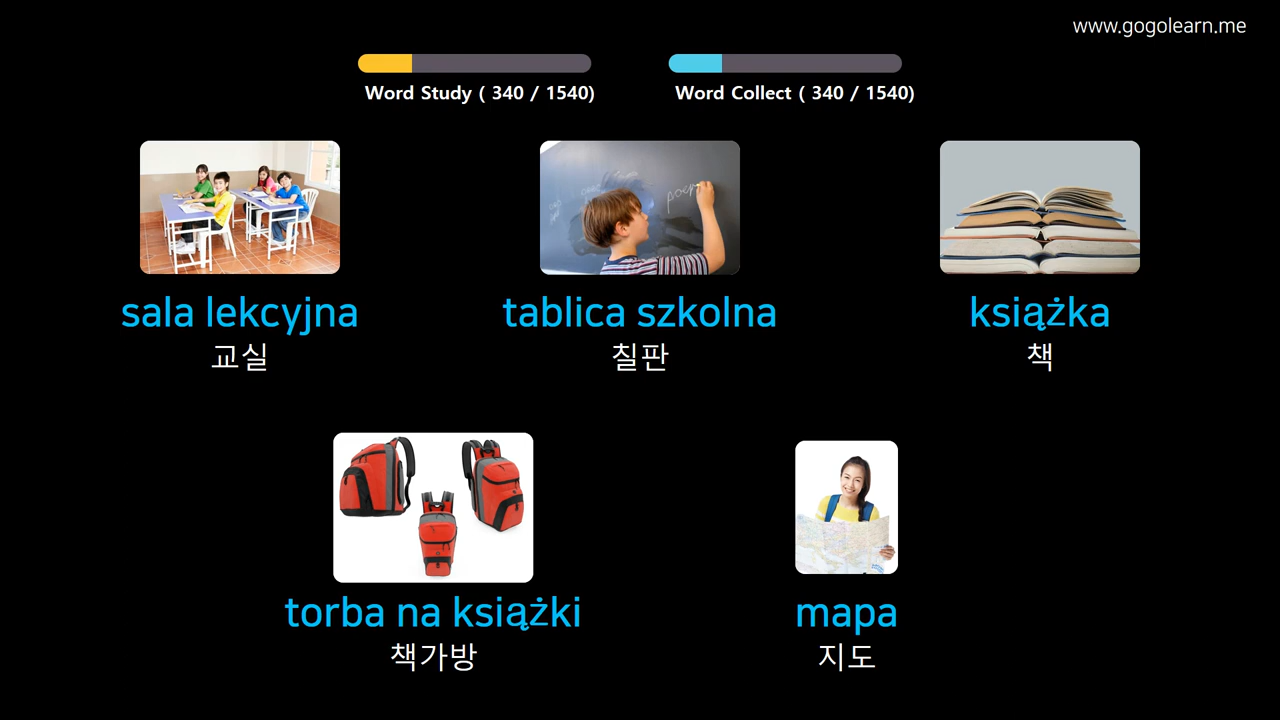 www.gogolearn.me
Word Study ( 340 / 1540)
Word Collect ( 340 / 1540)
sala lekcyjna
교실
tablica szkolna
칠판
książka
책
torba na książki
책가방
mapa
지도